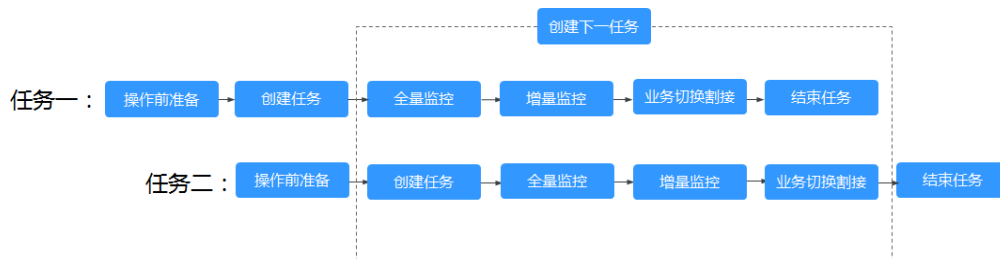 创建下一任务
任务一： 操作前准备 创建任务 全量监控 增量监控 业务切换割接 结束任务
任务二： 操作前准备 创建任务 全量监控 增量监控 业务切换割接 结束任务